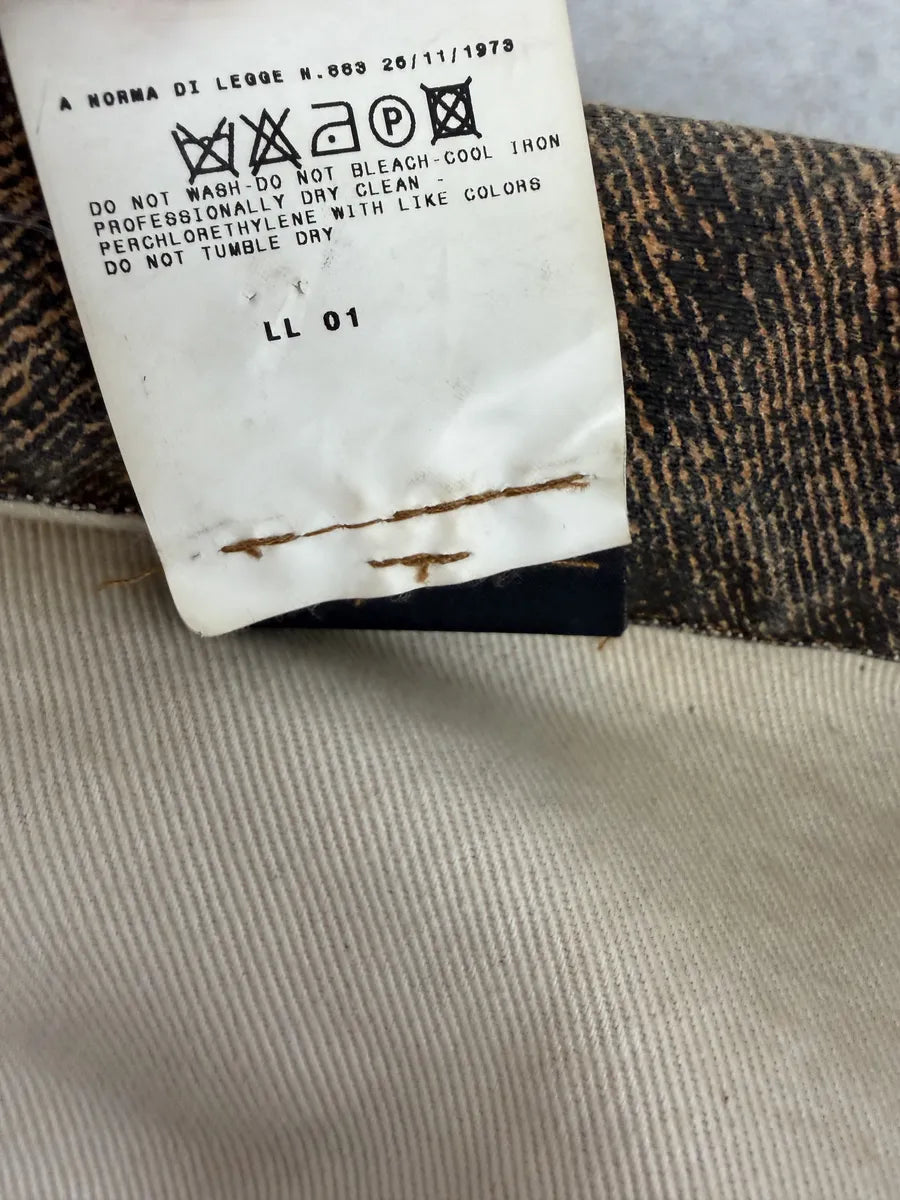 A NORMA DI LEGGE N.883 26/11/1973
P
DO NOT WASH-DO NOT BLEACH-COOL IRON
PROFESSIONALLY DRY CLEAN -
PERCHLORETHYLENE WITH LIKE COLORS
DO NOT TUMBLE DRY
LL 01